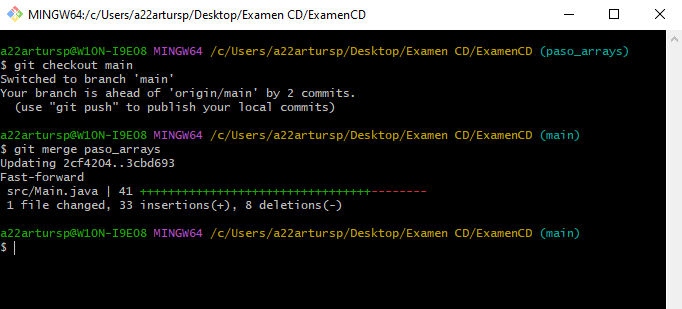 MINGW64:/c/Users/a22artursp/Desktop/Examen CD/ExamenCD
a22artursp@W10N-I9E08 MINGW64 /c/Users/a22artursp/Desktop/Examen CD/ExamenCD (paso_arrays)
$ git checkout main
Switched to branch 'main'
Your branch is ahead of 'origin/main' by 2 commits.
  (use "git push" to publish your local commits)
a22artursp@W10N-I9E08 MINGW64 /c/Users/a22artursp/Desktop/Examen CD/ExamenCD (main)
$ git merge paso_arrays
Updating 2cf4204..3cbd693
Fast-forward
 src/Main.java | 41 +++++++++++++++++++++++++++++++++--------
 1 file changed, 33 insertions(+), 8 deletions(-)
a22artursp@W10N-I9E08 MINGW64 /c/Users/a22artursp/Desktop/Examen CD/ExamenCD (main)
$